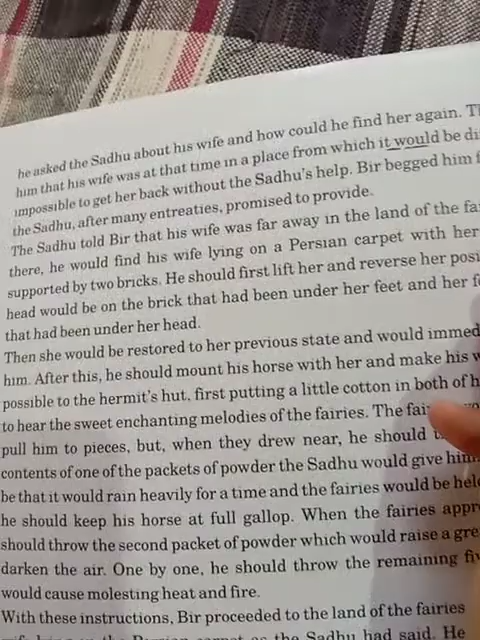 he asked the Sadhu about his wife and how could he find her again.
him that his wife was at that time in a place from which it would be
impossible to get her back without the Sadhu's help. Bir begged him
the Sadhu, after many entreaties, promised to provide.
The Sadhu told Bir that his wife was far away in the land of the
there, he would find his wife lying on a Persian carpet with her
supported by two bricks. He should first lift her and reverse her
head would be on the brick that had been under her feet and her
that had been under her head.
Then she would be restored to her previous state and would
him. After this, he should mount his horse with her and make his
possible to the hermit's hut, first putting a little cotton in both of
to hear the sweet enchanting melodies of the fairies. The
pull him to pieces, but, when they drew near, he should
contents of one of the packets of powder the Sadhu would give him.
be that it would rain heavily for a time and the fairies would be
he should keep his horse at full gallop. When the fairies
should throw the second packet of powder which would raise a
darken the air. One by one, he should throw the remaining
would cause molesting heat and fire.
With these instructions, Bir proceeded to the land of the fairies
the Sadhu had said. He